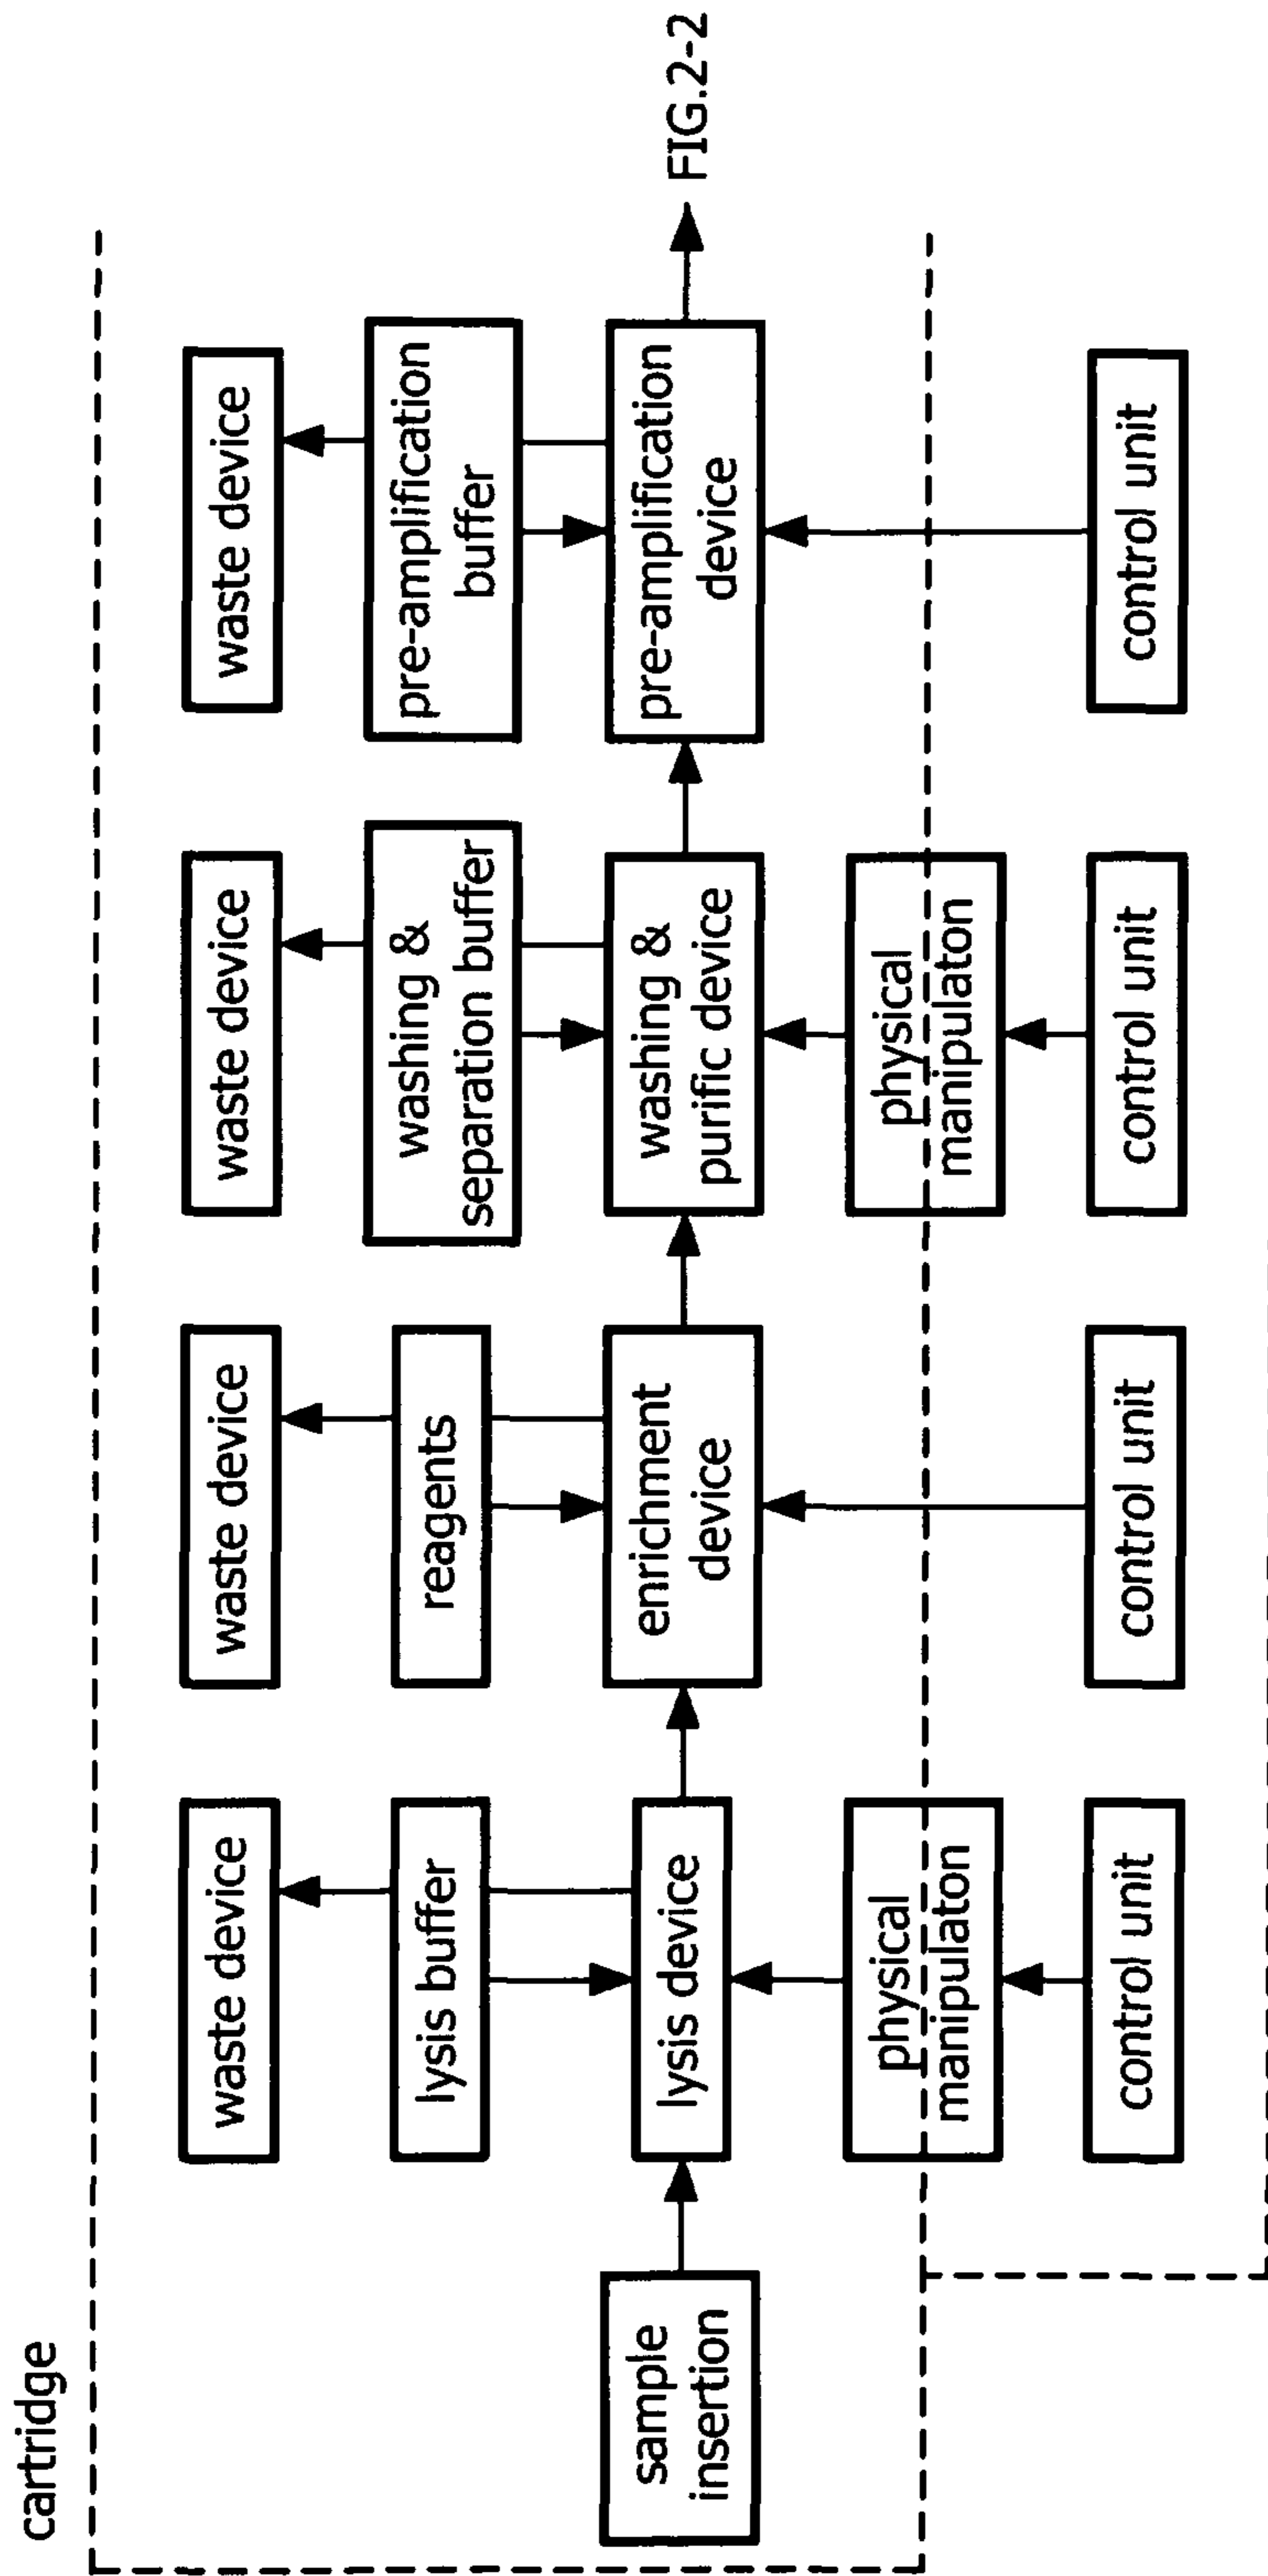 cartridge
waste device
waste device
waste device
waste device
lysis buffer
reagents
washing &
separation buffer
pre-amplification
buffer
sample
insertion
lysis device
enrichment
device
washing &
purific device
pre-amplification
device
FIG.2-2
physical
manipulaton
physical
manipulaton
control unit
control unit
control unit
control unit